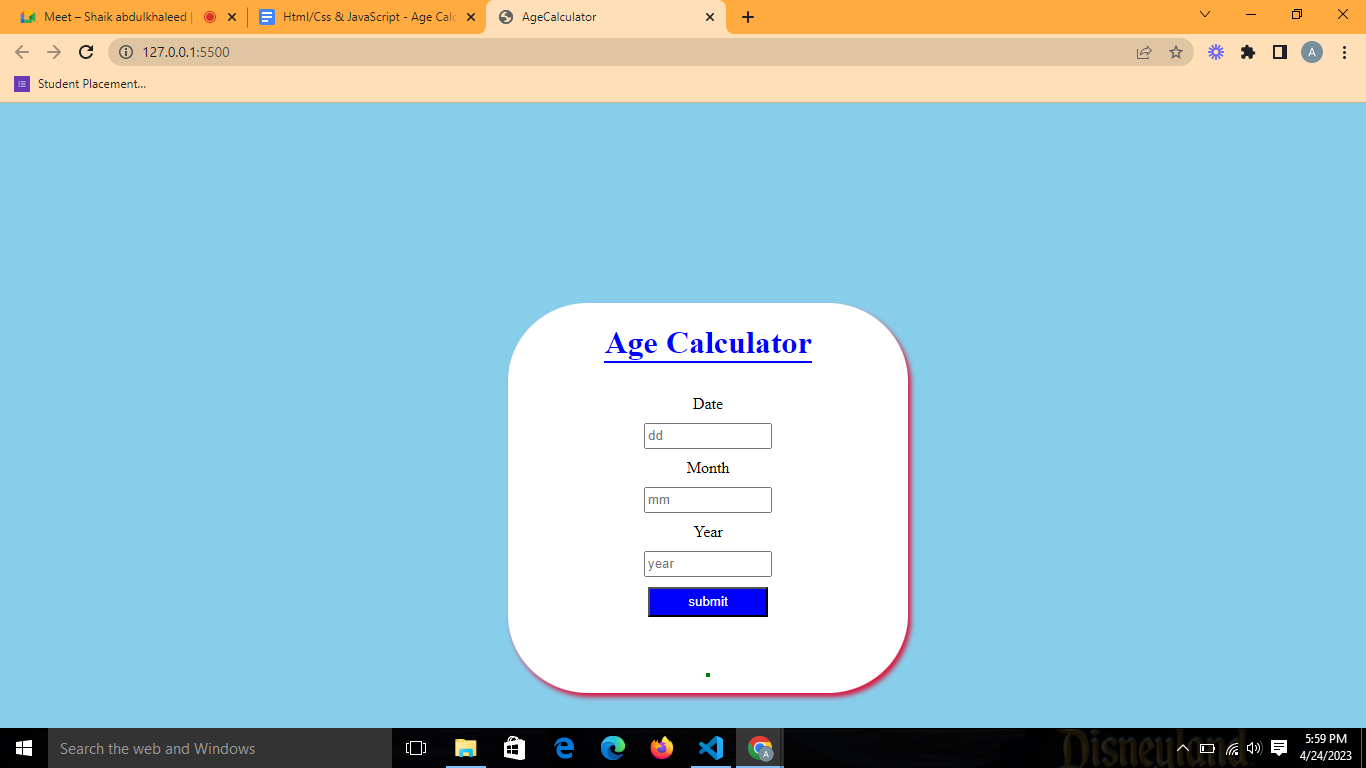 Meet – Shaik abdulkhaleed |
Html/Css & JavaScript - Age Calc
AgeCalculator
127.0.0.1:5500
A
Student Placement...
Age Calculator
Date
dd
Month
mm
Year
year
submit
Search the web and Windows
A
Disneyland
5:59 PM
4/24/2023